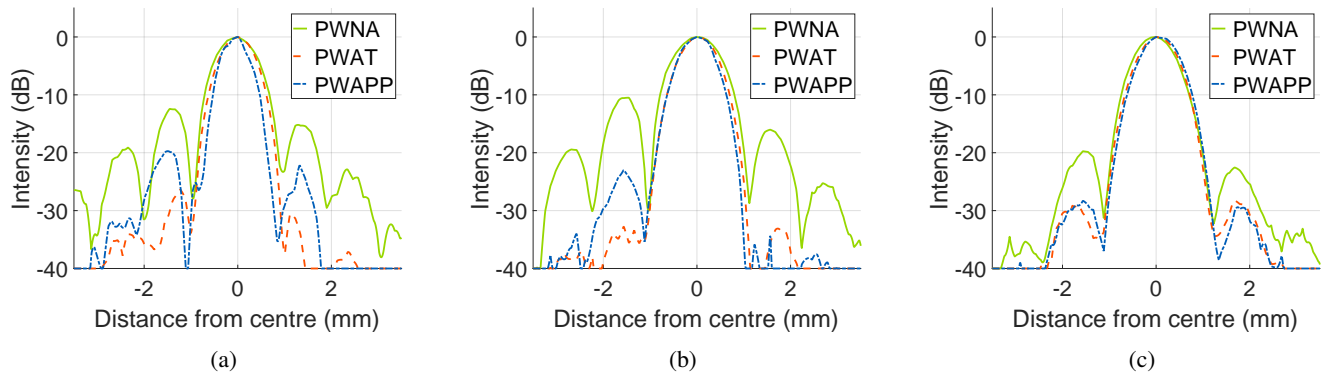 PWNA
PWAT
PWAPP
0
-10
-20
-30
-40
Intensity (dB)
-2
0
2
Distance from centre (mm)
(a)
PWNA
PWAT
PWAPP
0
-10
-20
-30
-40
Intensity (dB)
-2
0
2
Distance from centre (mm)
(b)
PWNA
PWAT
PWAPP
0
-10
-20
-30
-40
Intensity (dB)
-2
0
2
Distance from centre (mm)
(c)